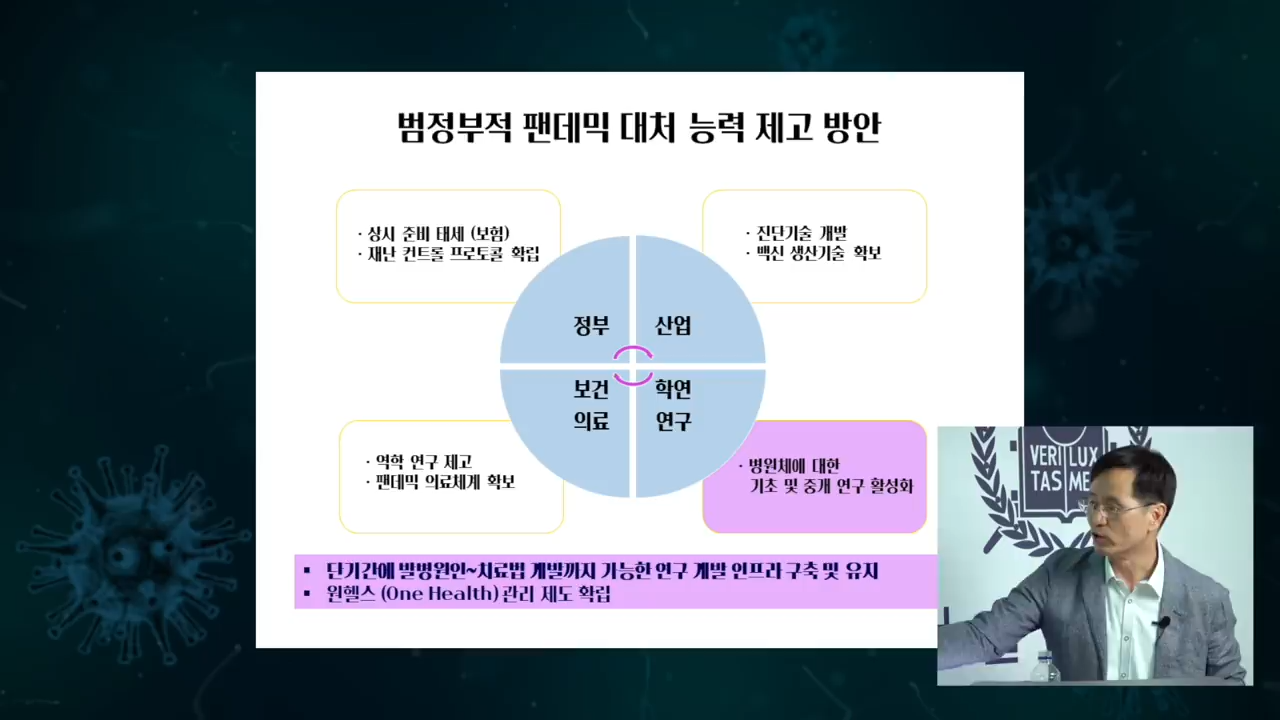 범정부적 팬데믹 대처 능력 제고 방안
· 상시 준비 태세 (보험)
· 재난 컨트롤 프로토콜 확립
· 진단기술 개발
· 백신 생산기술 확보
정부
산업
보건
의료
학연
연구
· 역학 연구 제고
· 팬데믹 의료체계 확보
· 병원체에 대한
기초 및 중개 연구 활성화
▪ 단기간에 발병원인~치료법 개발까지 가능한 연구 개발 인프라 구축 및 유지
▪ 원헬스 (One Health) 관리 제도 확립
VERI LUX
TAS ME